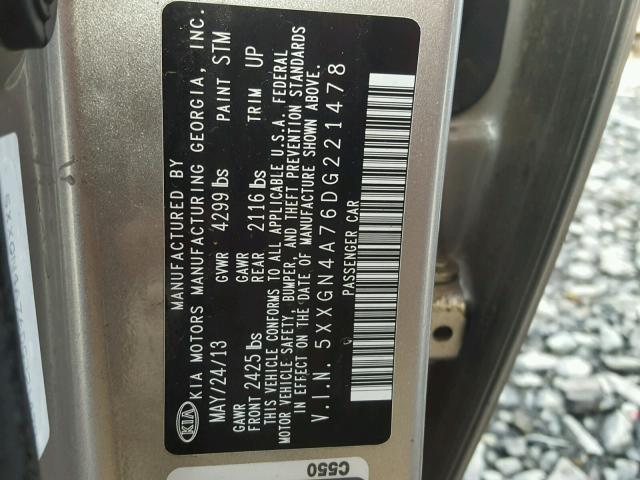 KIA
MANUFACTURED BY
KIA MOTORS MANUFACTURING GEORGIA, INC.
MAY/24/13
GVWR 4299 lbs
PAINT STM
GAWR FRONT 2425 lbs
GAWR REAR 2116 lbs
TRIM UP
THIS VEHICLE CONFORMS TO ALL APPLICABLE U.S.A. FEDERAL
MOTOR VEHICLE SAFETY, BUMPER, AND THEFT PREVENTION STANDARDS
IN EFFECT ON THE DATE OF MANUFACTURE SHOWN ABOVE.
V.I.N. 5XXGN4A76DG221478
PASSENGER CAR
C550